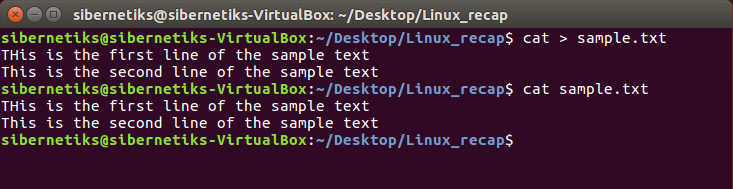 sibernetiks@sibernetiks-VirtualBox: ~/Desktop/Linux_recap
sibernetiks@sibernetiks-VirtualBox:~/Desktop/Linux_recap$ cat > sample.txt
THis is the first line of the sample text
This is the second line of the sample text
sibernetiks@sibernetiks-VirtualBox:~/Desktop/Linux_recap$ cat sample.txt
THis is the first line of the sample text
This is the second line of the sample text
sibernetiks@sibernetiks-VirtualBox:~/Desktop/Linux_recap$